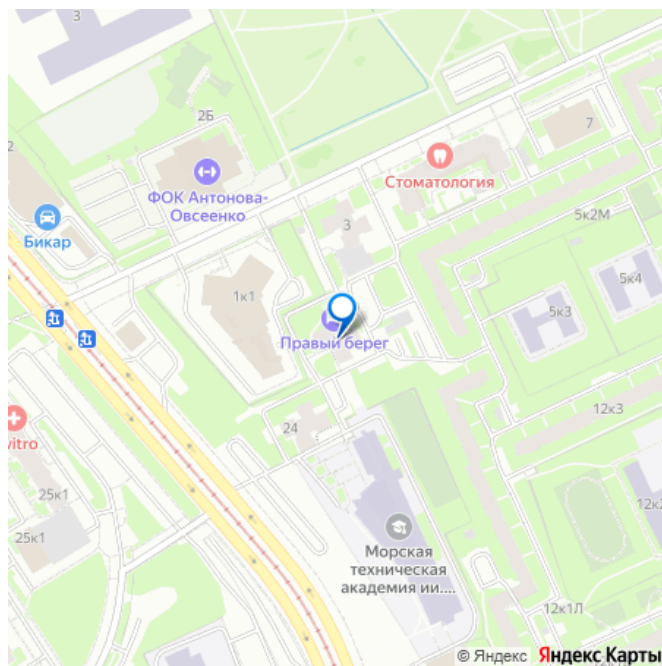 3
2Б
7
ФОК Антонова-
Овсеенко
Стоматология
2
Бикар
3
5к2М
1к1
5к4
5к3
Правый берег
12к3
24
vitro
25к1
12к2
25к1
Морская
техническая
академия ии....
12к1Л
© Яндекс Яндекс Карты